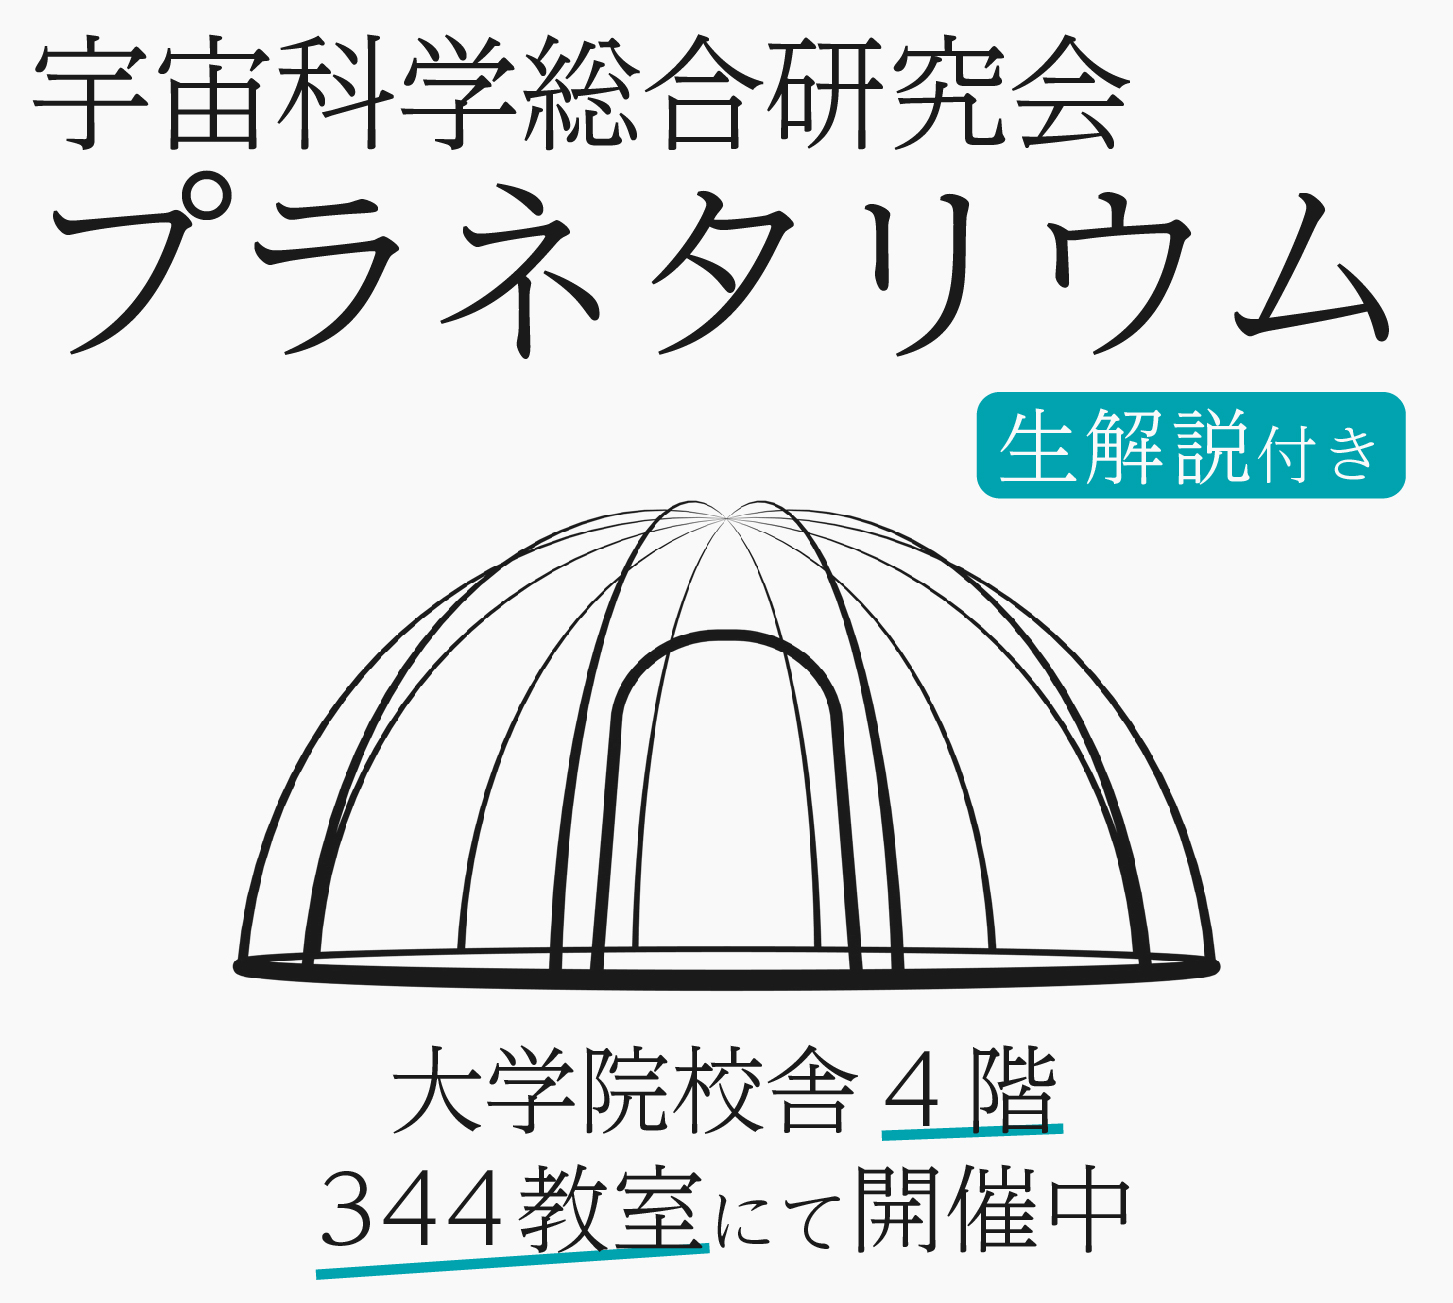 宇宙科学総合研究会
プラネタリウム
生解説付き
大学院校舎 4 階
344教室にて開催中